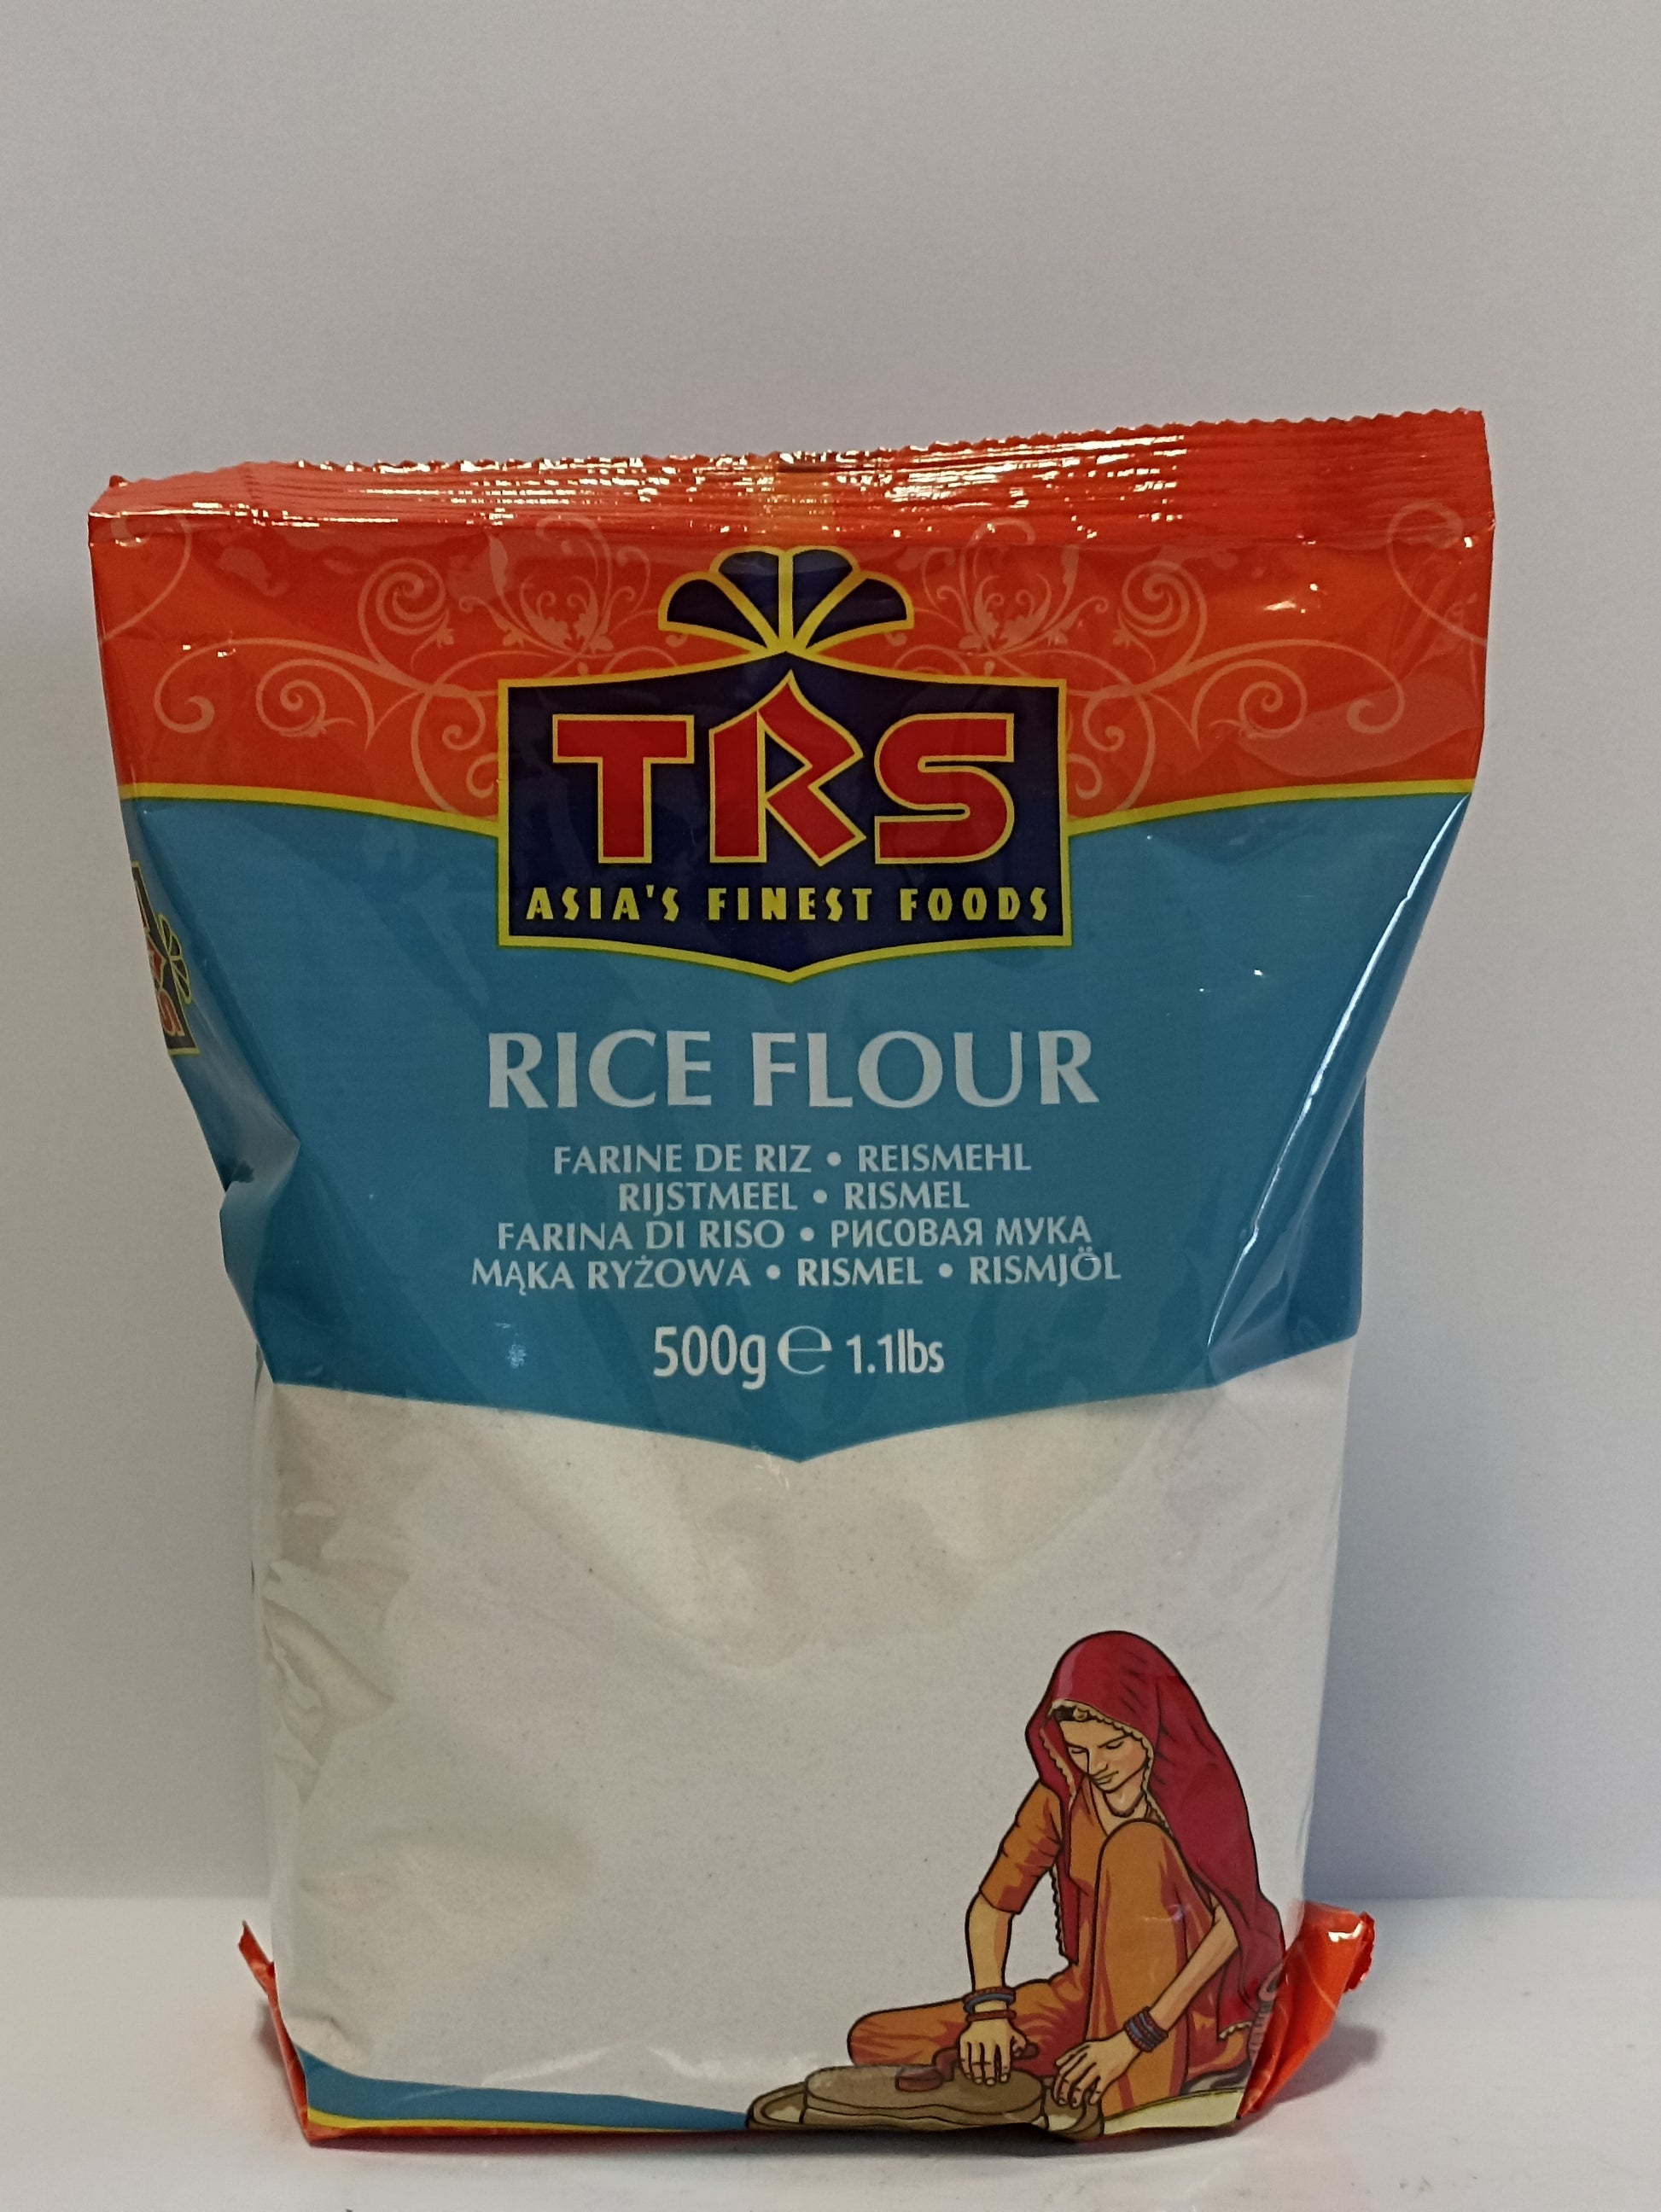 TRS
ASIA'S FINEST FOODS
RICE FLOUR
FARINE DE RIZ • REISMEHL
RIJSTMEEL • RISMEL
FARINA DI RISO • РИСОВАЯ МУКА
MĄKA RYŻOWA • RISMEL • RISMJÖL
500g ℮ 1.1lbs